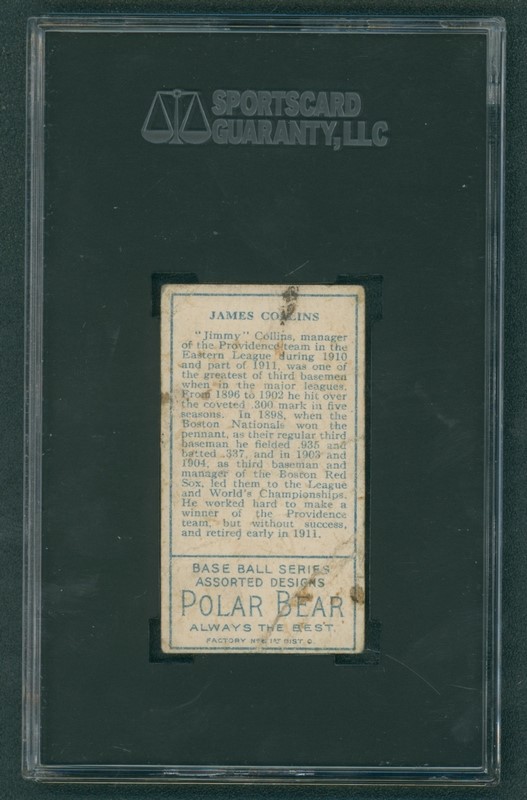 SPORTSCARD
GUARANTY, LLC
JAMES COLLINS
"Jimmy" Collins, manager
of the Providence team in the
Eastern League during 1910
and part of 1911, was one of
the greatest of third basemen
when in the major leagues.
From 1896 to 1902 he hit over
the coveted .300 mark in five
seasons. In 1898, when the
Boston Nationals won the
pennant, as their regular third
baseman he fielded .935 and
batted .337, and in 1903 and
1904, as third baseman and
manager of the Boston Red
Sox, led them to the League
and World's Championships.
He worked hard to make a
winner of the Providence
team, but without success,
and retired early in 1911.
BASE BALL SERIES
ASSORTED DESIGNS
POLAR BEAR
ALWAYS THE BEST.
FACTORY Nº 6, 1ST DIST. O.